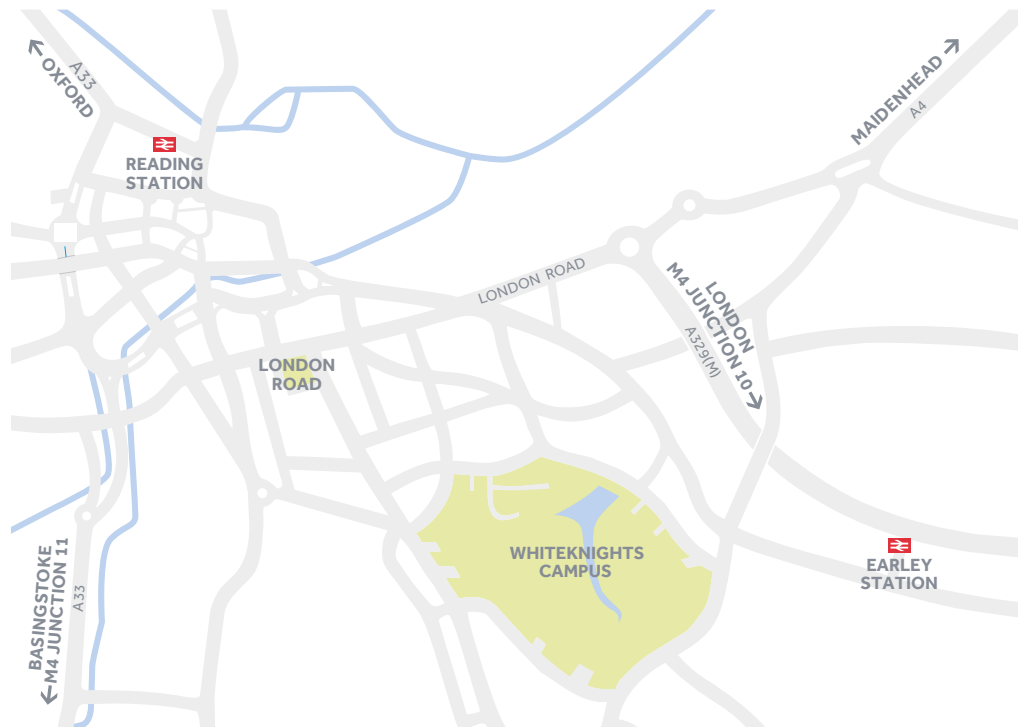 A33
OXFORD
READING
STATION
MAIDENHEAD
A4
LONDON ROAD
LONDON
M4 JUNCTION 10
A329(M)
LONDON
ROAD
WHITEKNIGHTS
CAMPUS
EARLEY
STATION
BASINGSTOKE
M4 JUNCTION 11
A33